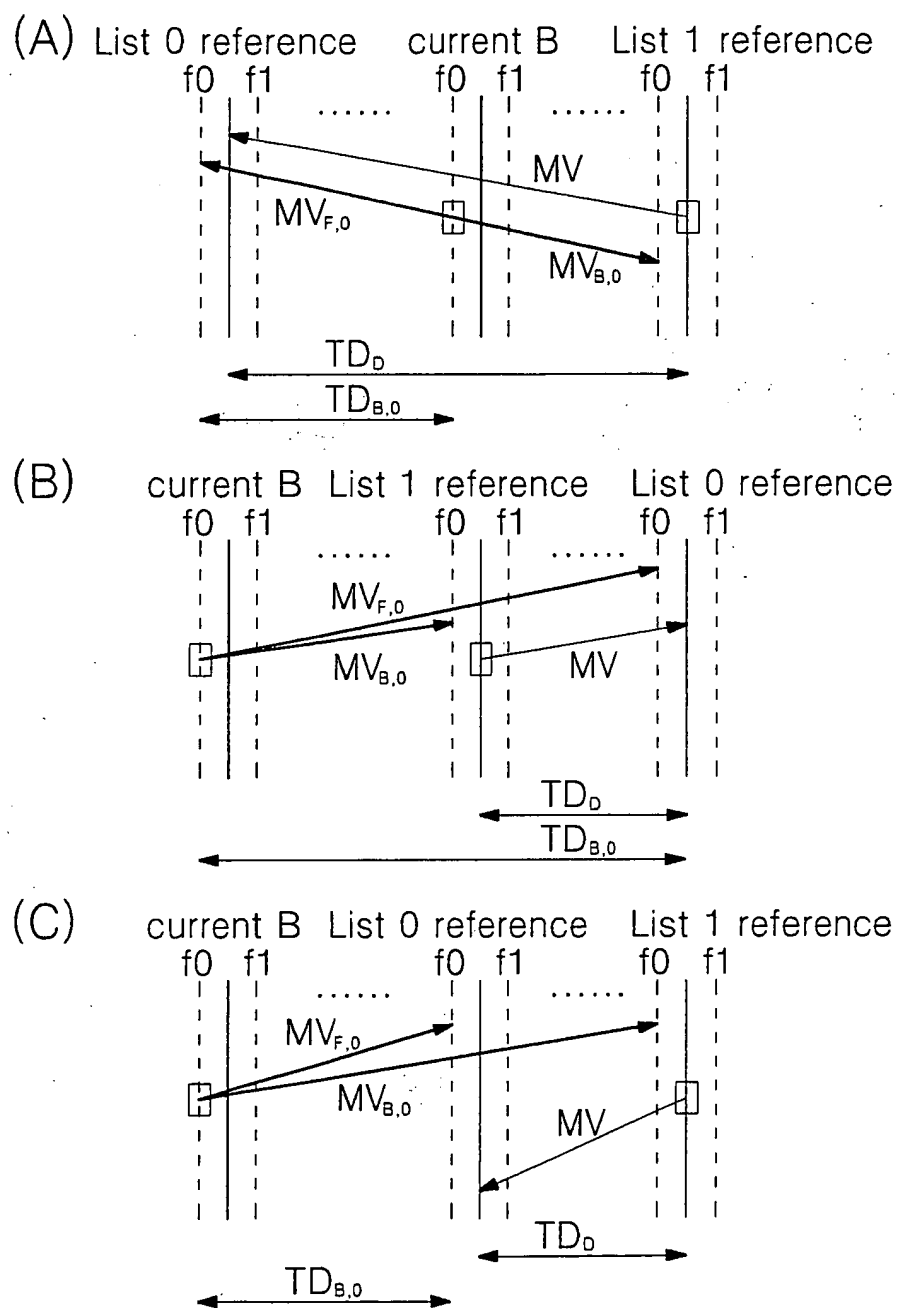 (A) List 0 reference current B List 1 reference
f0 f1 ...... f0 f1 ...... f0 f1
MV
MVF,0
MVB,0
TDD
TDB,0
(B) current B List 1 reference List 0 reference
f0 f1 ...... f0 f1 ...... f0 f1
MVF,0
MVB,0 MV
TDD
TDB,0
(C) current B List 0 reference List 1 reference
f0 f1 ...... f0 f1 ...... f0 f1
MVF,0
MVB,0 MV
TDD
TDB,0